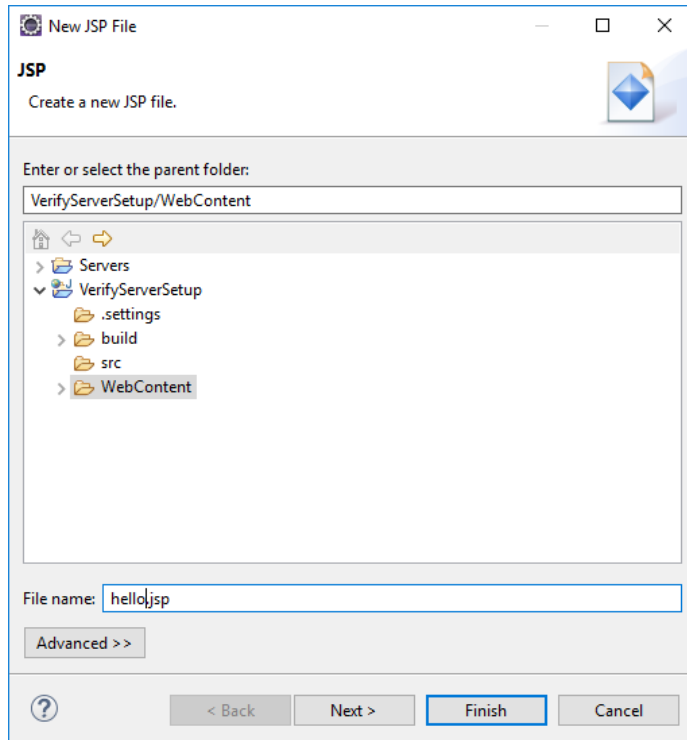 New JSP File
JSP
Create a new JSP file.
Enter or select the parent folder:
VerifyServerSetup/WebContent
Servers
VerifyServerSetup
.settings
build
src
WebContent
File name: hello.jsp
Advanced >>
? < Back Next > Finish Cancel